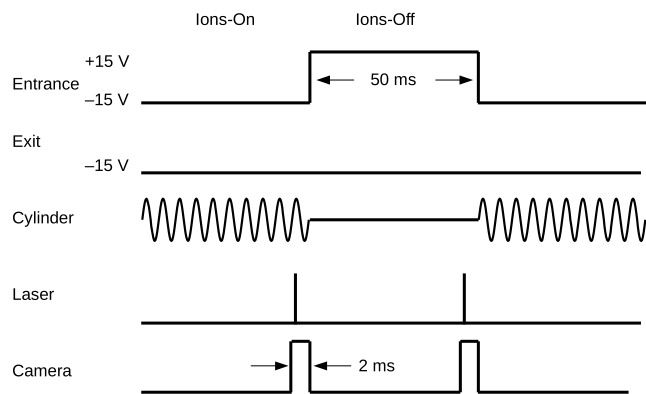 Ions-On Ions-Off
+15 V
Entrance
–15 V
50 ms
Exit
–15 V
Cylinder
Laser
Camera
2 ms